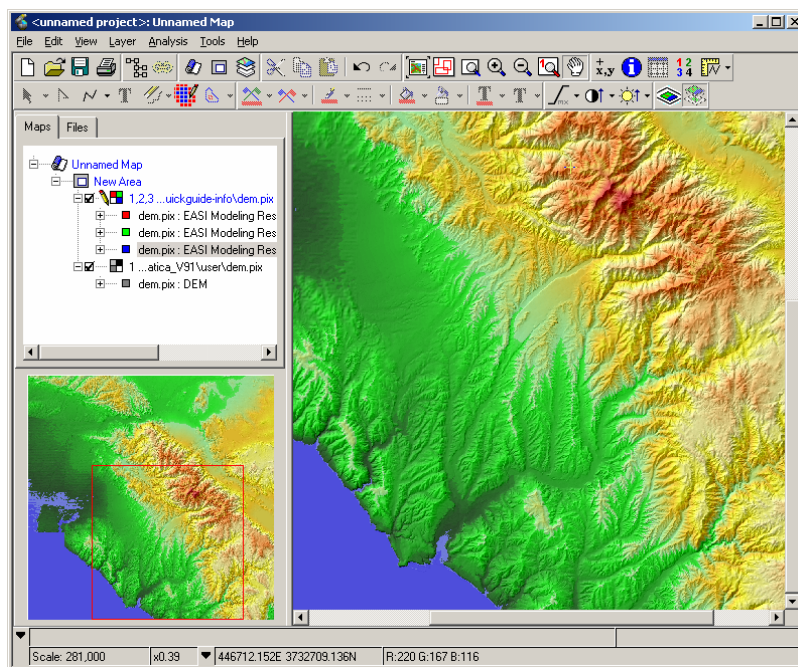 <unnamed project>: Unnamed Map
File Edit View Layer Analysis Tools Help
+x,y 1 2 3 4
Maps Files
Unnamed Map
New Area
1,2,3 ...uickguide-info\dem.pix
dem.pix : EASI Modeling Res
dem.pix : EASI Modeling Res
dem.pix : EASI Modeling Res
1 ...atica_V91\user\dem.pix
dem.pix : DEM
Scale: 281,000 x0.39 446712.152E 3732709.136N R:220 G:167 B:116